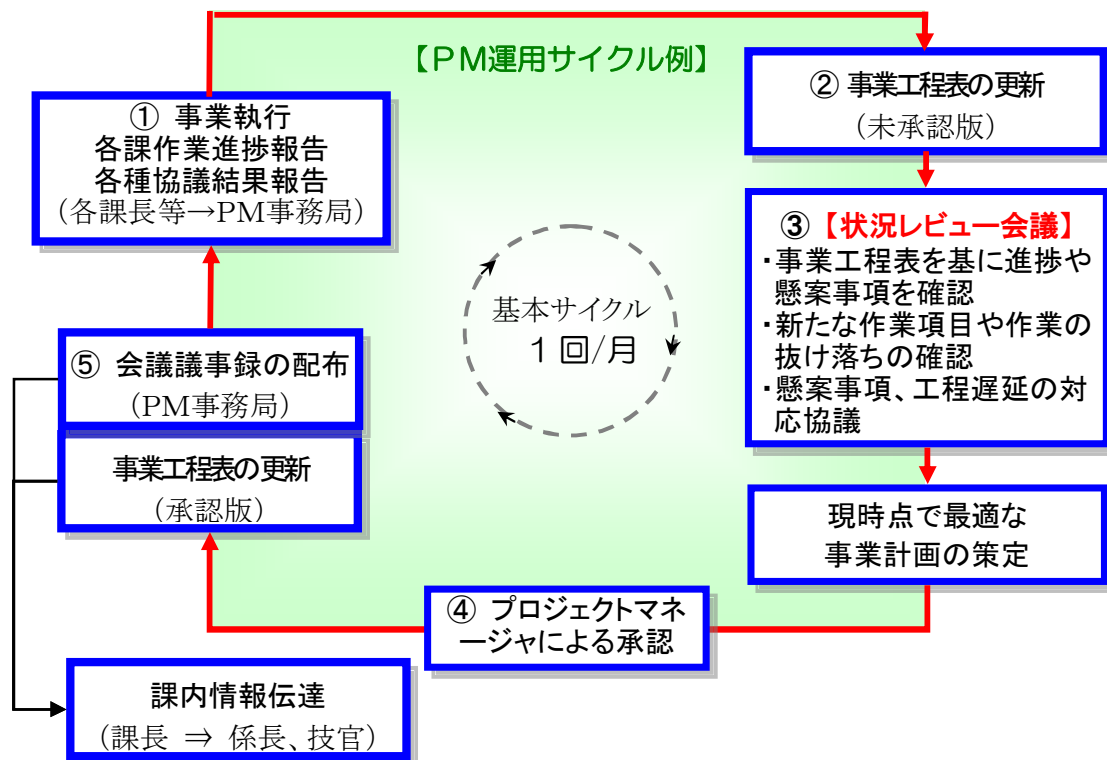 【ＰＭ運用サイクル例】
① 事業執行
各課作業進捗報告
各種協議結果報告
（各課長等→PM事務局）
② 事業工程表の更新
（未承認版）
③【状況レビュー会議】
・事業工程表を基に進捗や
懸案事項を確認
・新たな作業項目や作業の
抜け落ちの確認
・懸案事項、工程遅延の対
応協議
現時点で最適な
事業計画の策定
④ プロジェクトマネ
ージャによる承認
⑤ 会議議事録の配布
（PM事務局）
事業工程表の更新
（承認版）
課内情報伝達
（課長 ⇒ 係長、技官）
基本サイクル
１回/月